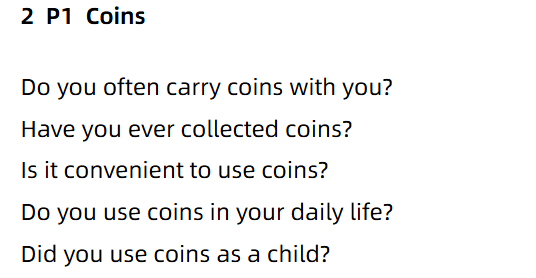 2 P1 Coins
Do you often carry coins with you?
Have you ever collected coins?
Is it convenient to use coins?
Do you use coins in your daily life?
Did you use coins as a child?